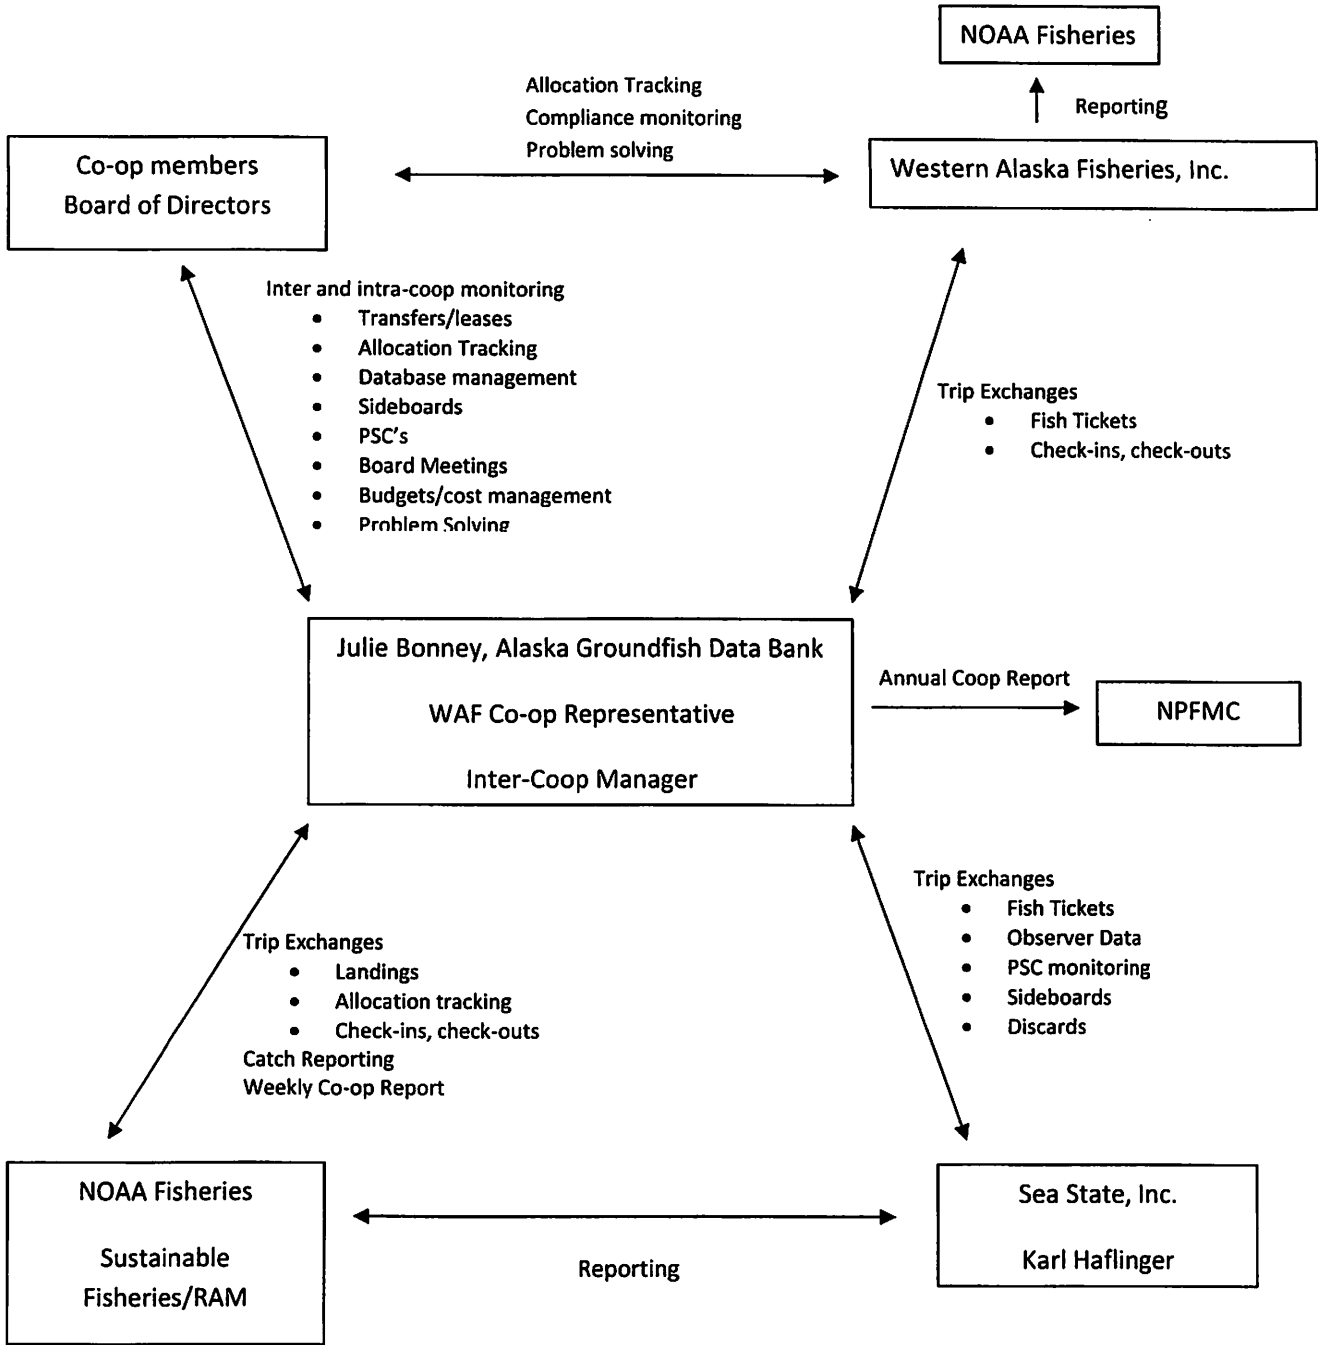 NOAA Fisheries
Reporting
Allocation Tracking
Compliance monitoring
Problem solving
Co-op members
Board of Directors
Western Alaska Fisheries, Inc.
Inter and intra-coop monitoring
• Transfers/leases
• Allocation Tracking
• Database management
• Sideboards
• PSC's
• Board Meetings
• Budgets/cost management
• Problem Solving
Trip Exchanges
• Fish Tickets
• Check-ins, check-outs
Julie Bonney, Alaska Groundfish Data Bank
WAF Co-op Representative
Inter-Coop Manager
Annual Coop Report
NPFMC
Trip Exchanges
• Landings
• Allocation tracking
• Check-ins, check-outs
Catch Reporting
Weekly Co-op Report
Trip Exchanges
• Fish Tickets
• Observer Data
• PSC monitoring
• Sideboards
• Discards
NOAA Fisheries
Sustainable
Fisheries/RAM
Reporting
Sea State, Inc.
Karl Haflinger